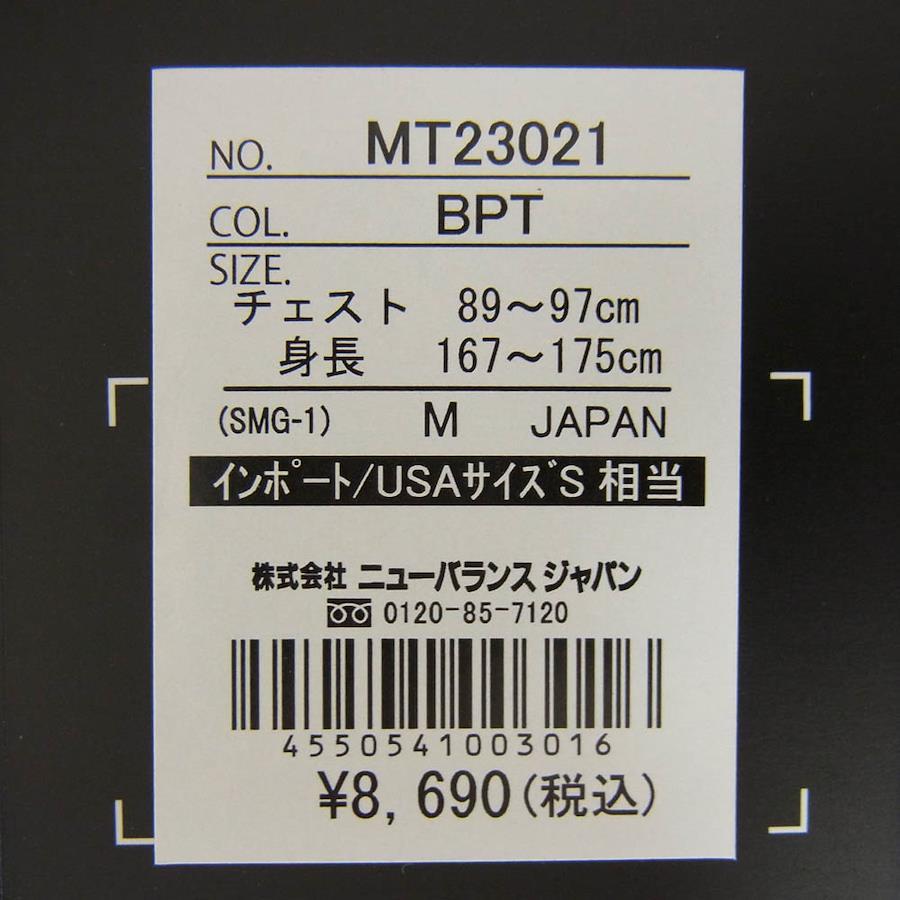 NO. MT23021
COL. BPT
SIZE.
チェスト 89〜97cm
身長 167〜175cm
(SMG-1) M JAPAN
インポート/USAサイズS 相当
株式会社 ニューバランス ジャパン
0120-85-7120
4550541003016
¥8,690(税込)